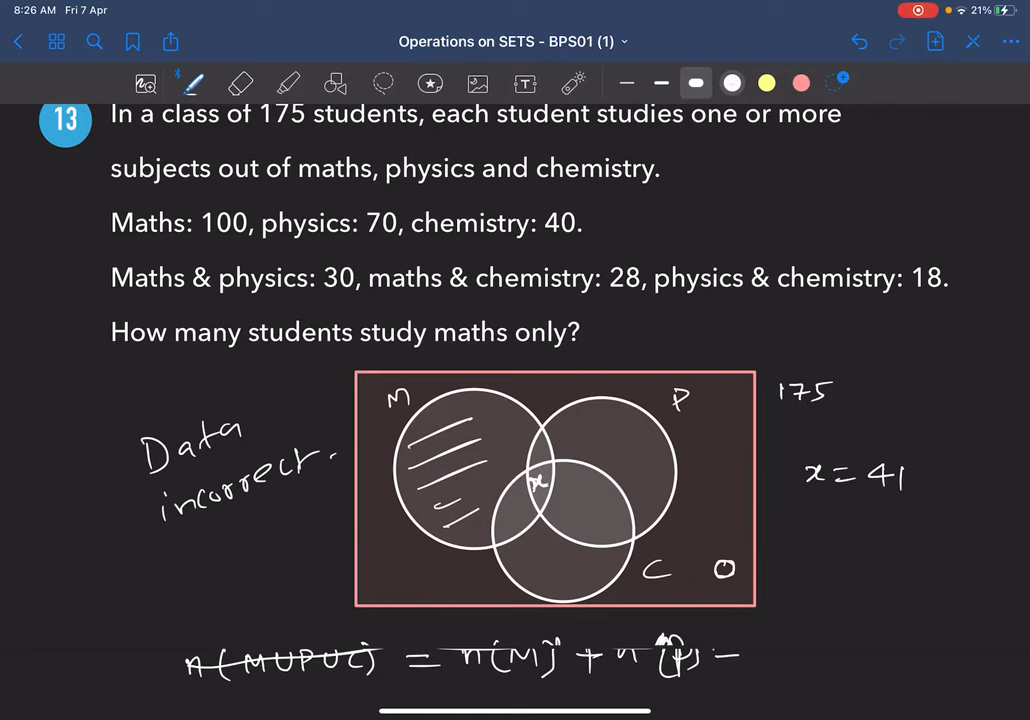 8:26 AM Fri 7 Apr
21%
Operations on SETS - BPS01 (1)
13
In a class of 175 students, each student studies one or more
subjects out of maths, physics and chemistry.
Maths: 100, physics: 70, chemistry: 40.
Maths & physics: 30, maths & chemistry: 28, physics & chemistry: 18.
How many students study maths only?
M
P
175
Data
incorrect.
x
x = 41
C
0
n(MUPUC) = n(M) + n(P) -